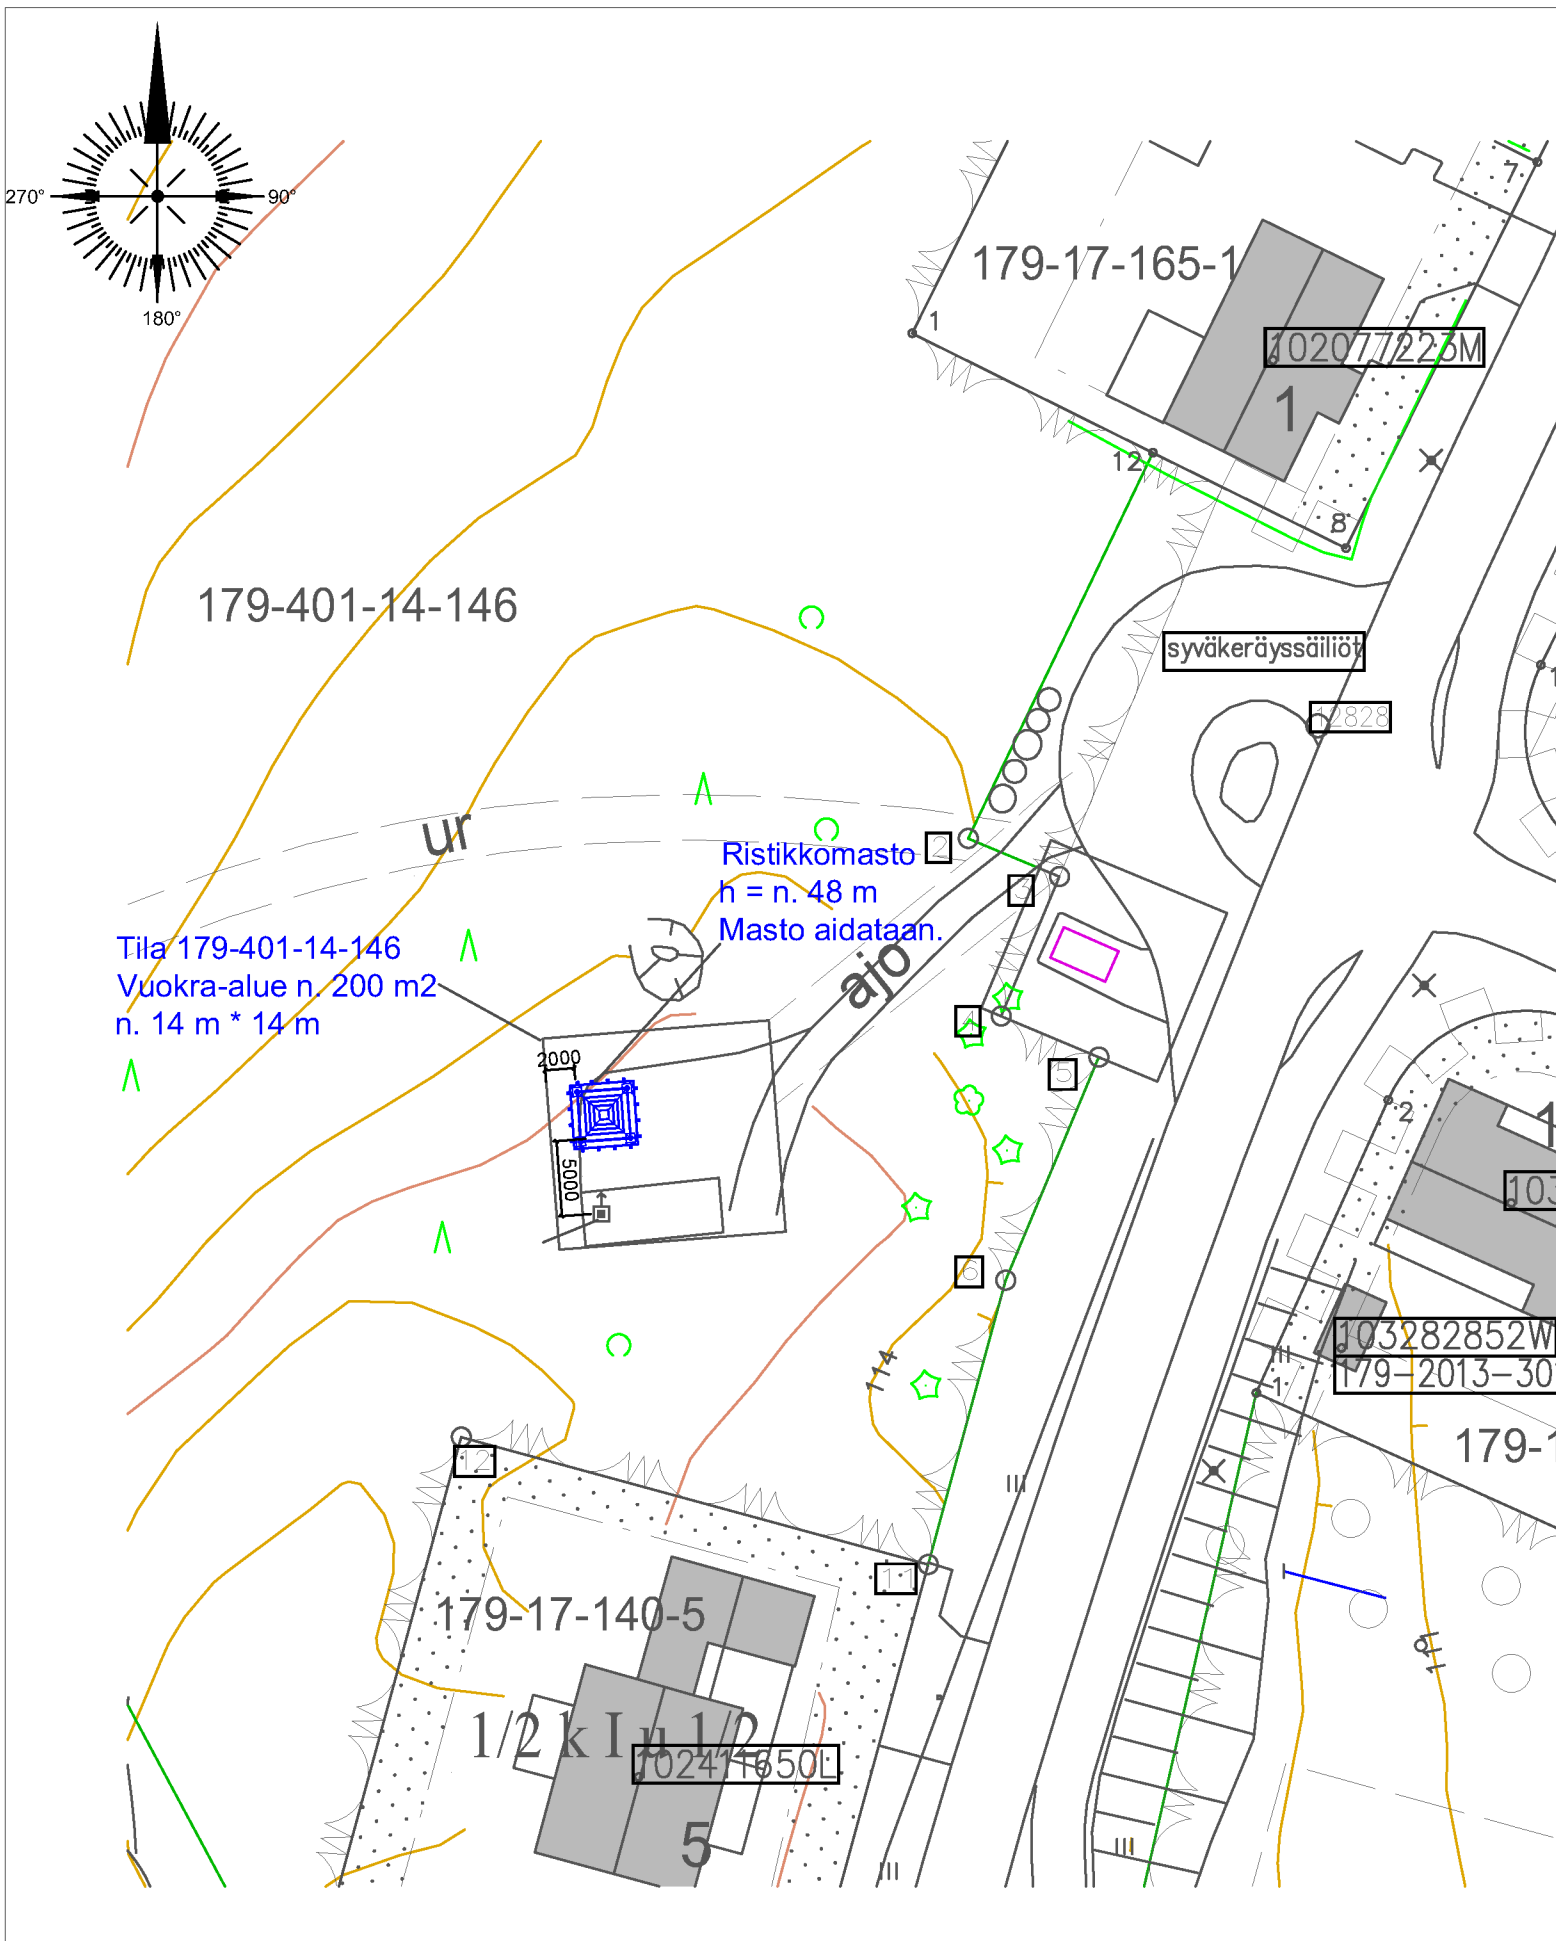 270°
90°
180°
7
179-17-165-1
1
102077223M
1
12
8
179-401-14-146
syväkeräyssäiliöt
12828
ur
2
Ristikkomasto
h = n. 48 m
Masto aidataan.
3
Tila 179-401-14-146
Vuokra-alue n. 200 m2
n. 14 m * 14 m
ajo
4
2000
5
2
5000
103
6
103282852W
179-2013-30
114
1
179-1
12
11
179-17-140-5
1/2 k I u 1/2
102411650L
5